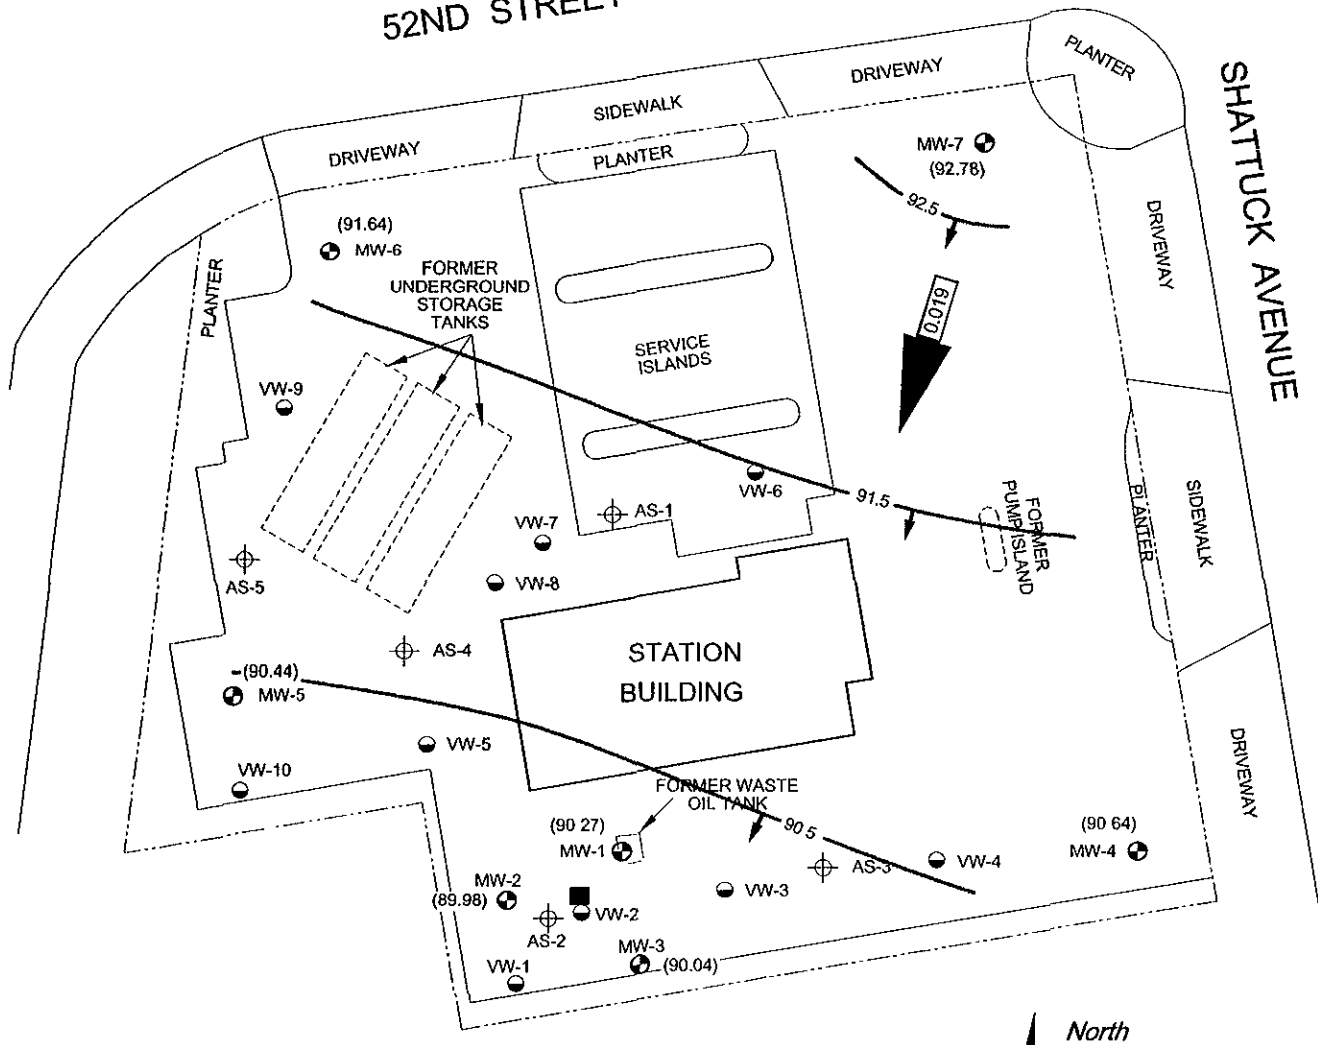 52ND STREET
SHATTUCK AVENUE
PLANTER
DRIVEWAY
SIDEWALK
DRIVEWAY
PLANTER
MW-7
(92.78)
92.5
DRIVEWAY
(91.64)
MW-6
PLANTER
FORMER
UNDERGROUND
STORAGE
TANKS
0.019
SERVICE
ISLANDS
VW-9
VW-6
91.5
FORMER
PUMP ISLAND
PLANTER
SIDEWALK
AS-1
VW-7
VW-8
AS-5
AS-4
STATION
BUILDING
(90.44)
MW-5
VW-5
VW-10
FORMER WASTE
OIL TANK
DRIVEWAY
(90 27)
MW-1
90 5
(90 64)
MW-4
AS-3
VW-4
MW-2
(89.98)
VW-3
VW-2
AS-2
MW-3
(90.04)
VW-1
North